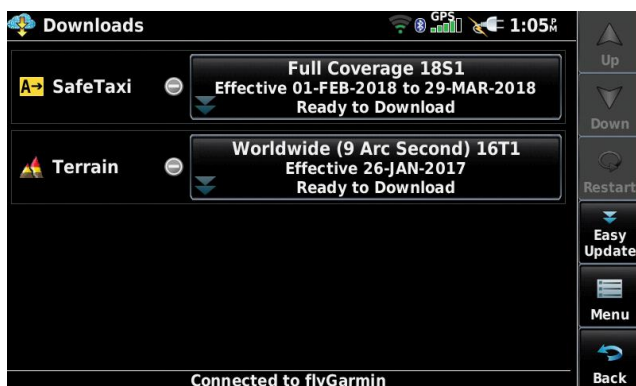 Downloads
GPS
1:05PM
A→ SafeTaxi
Full Coverage 18S1
Effective 01-FEB-2018 to 29-MAR-2018
Ready to Download
Terrain
Worldwide (9 Arc Second) 16T1
Effective 26-JAN-2017
Ready to Download
Connected to flyGarmin
Up
Down
Restart
Easy
Update
Menu
Back